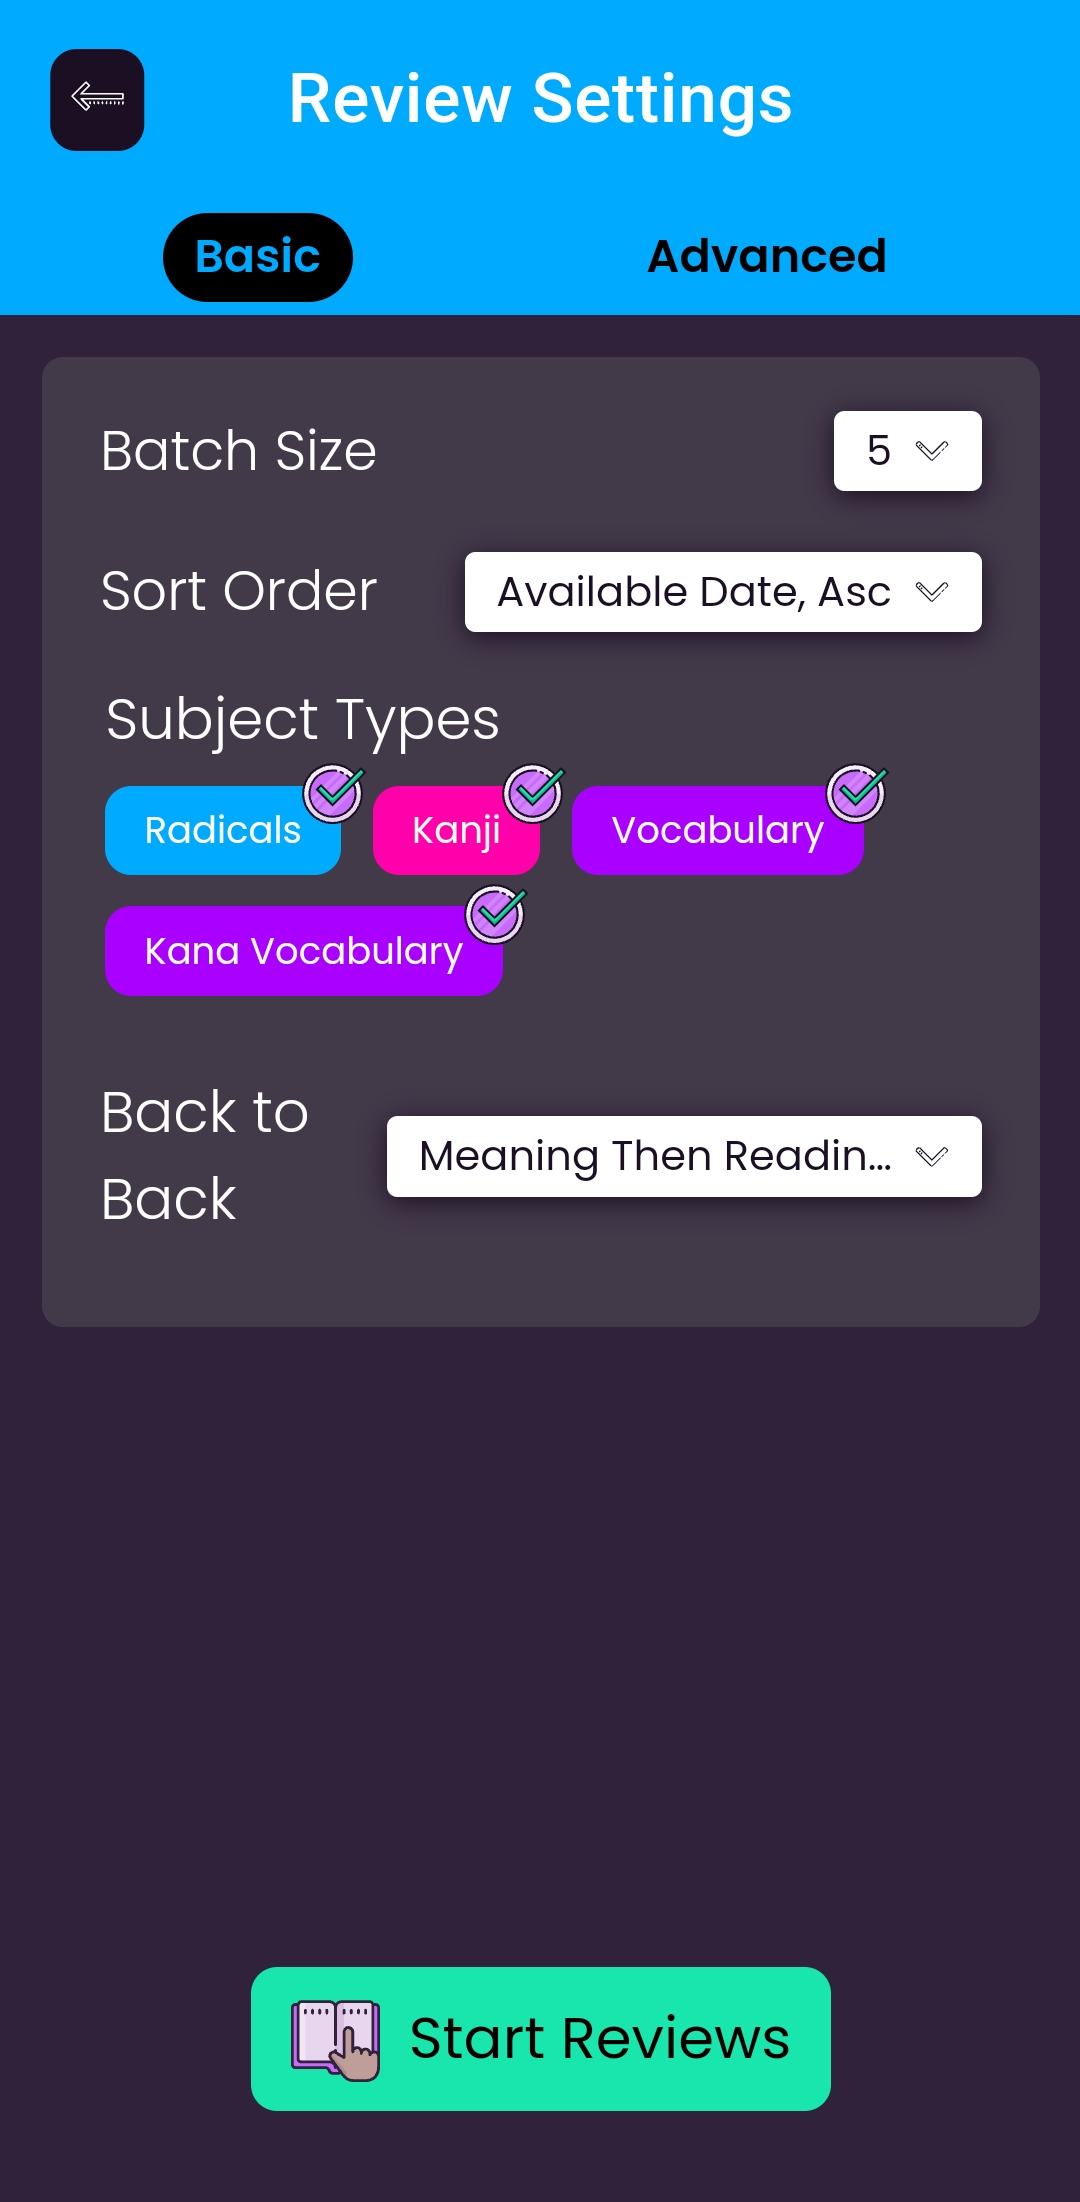 Review Settings
Basic Advanced
Batch Size 5
Sort Order Available Date, Asc
Subject Types
Radicals Kanji Vocabulary
Kana Vocabulary
Back to
Back
Meaning Then Readin...
Start Reviews